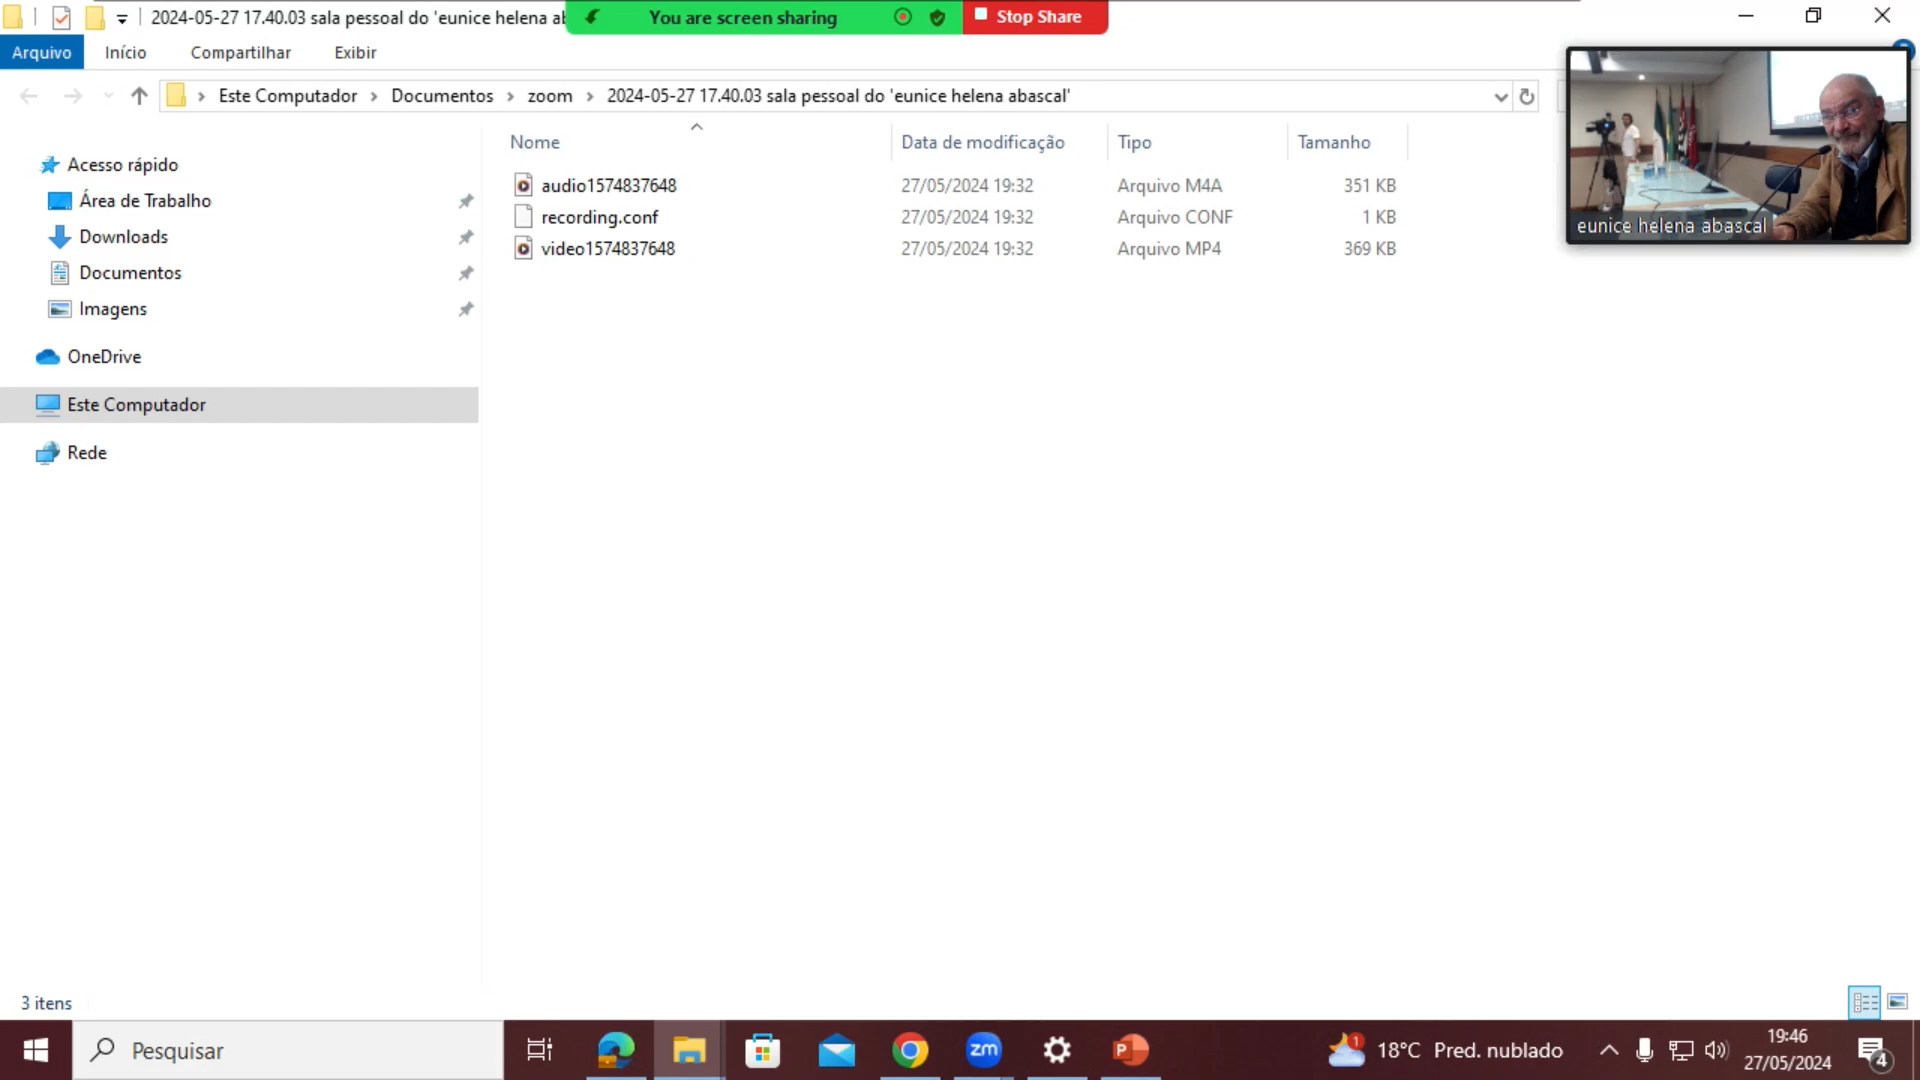 2024-05-27 17.40.03 sala pessoal do 'eunice helena ab
You are screen sharing
Stop Share
Arquivo Início Compartilhar Exibir
Este Computador > Documentos > zoom > 2024-05-27 17.40.03 sala pessoal do 'eunice helena abascal'
eunice helena abascal
Nome Data de modificação Tipo Tamanho
audio1574837648 27/05/2024 19:32 Arquivo M4A 351 KB
recording.conf 27/05/2024 19:32 Arquivo CONF 1 KB
video1574837648 27/05/2024 19:32 Arquivo MP4 369 KB
Acesso rápido
Área de Trabalho
Downloads
Documentos
Imagens
OneDrive
Este Computador
Rede
3 itens
Pesquisar
zm
P
1
18°C Pred. nublado
19:46
27/05/2024
4